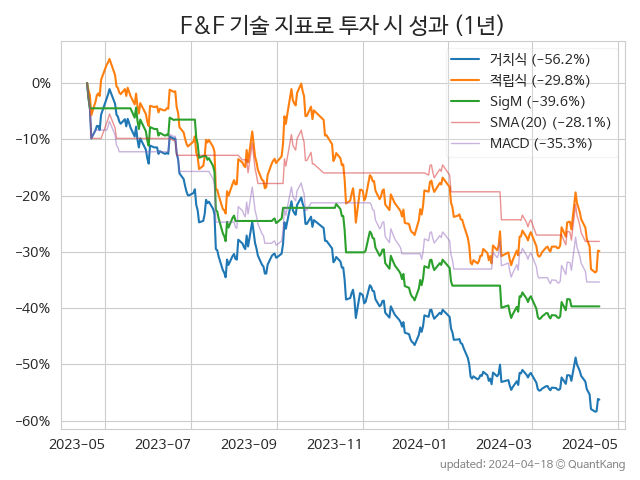 F&F 기술 지표로 투자 시 성과 (1년)
거치식 (−56.2%)
적립식 (−29.8%)
SigM (−39.6%)
SMA(20) (−28.1%)
MACD (−35.3%)
0%
−10%
−20%
−30%
−40%
−50%
−60%
2023-05 2023-07 2023-09 2023-11 2024-01 2024-03 2024-05
updated: 2024-04-18 © QuantKang